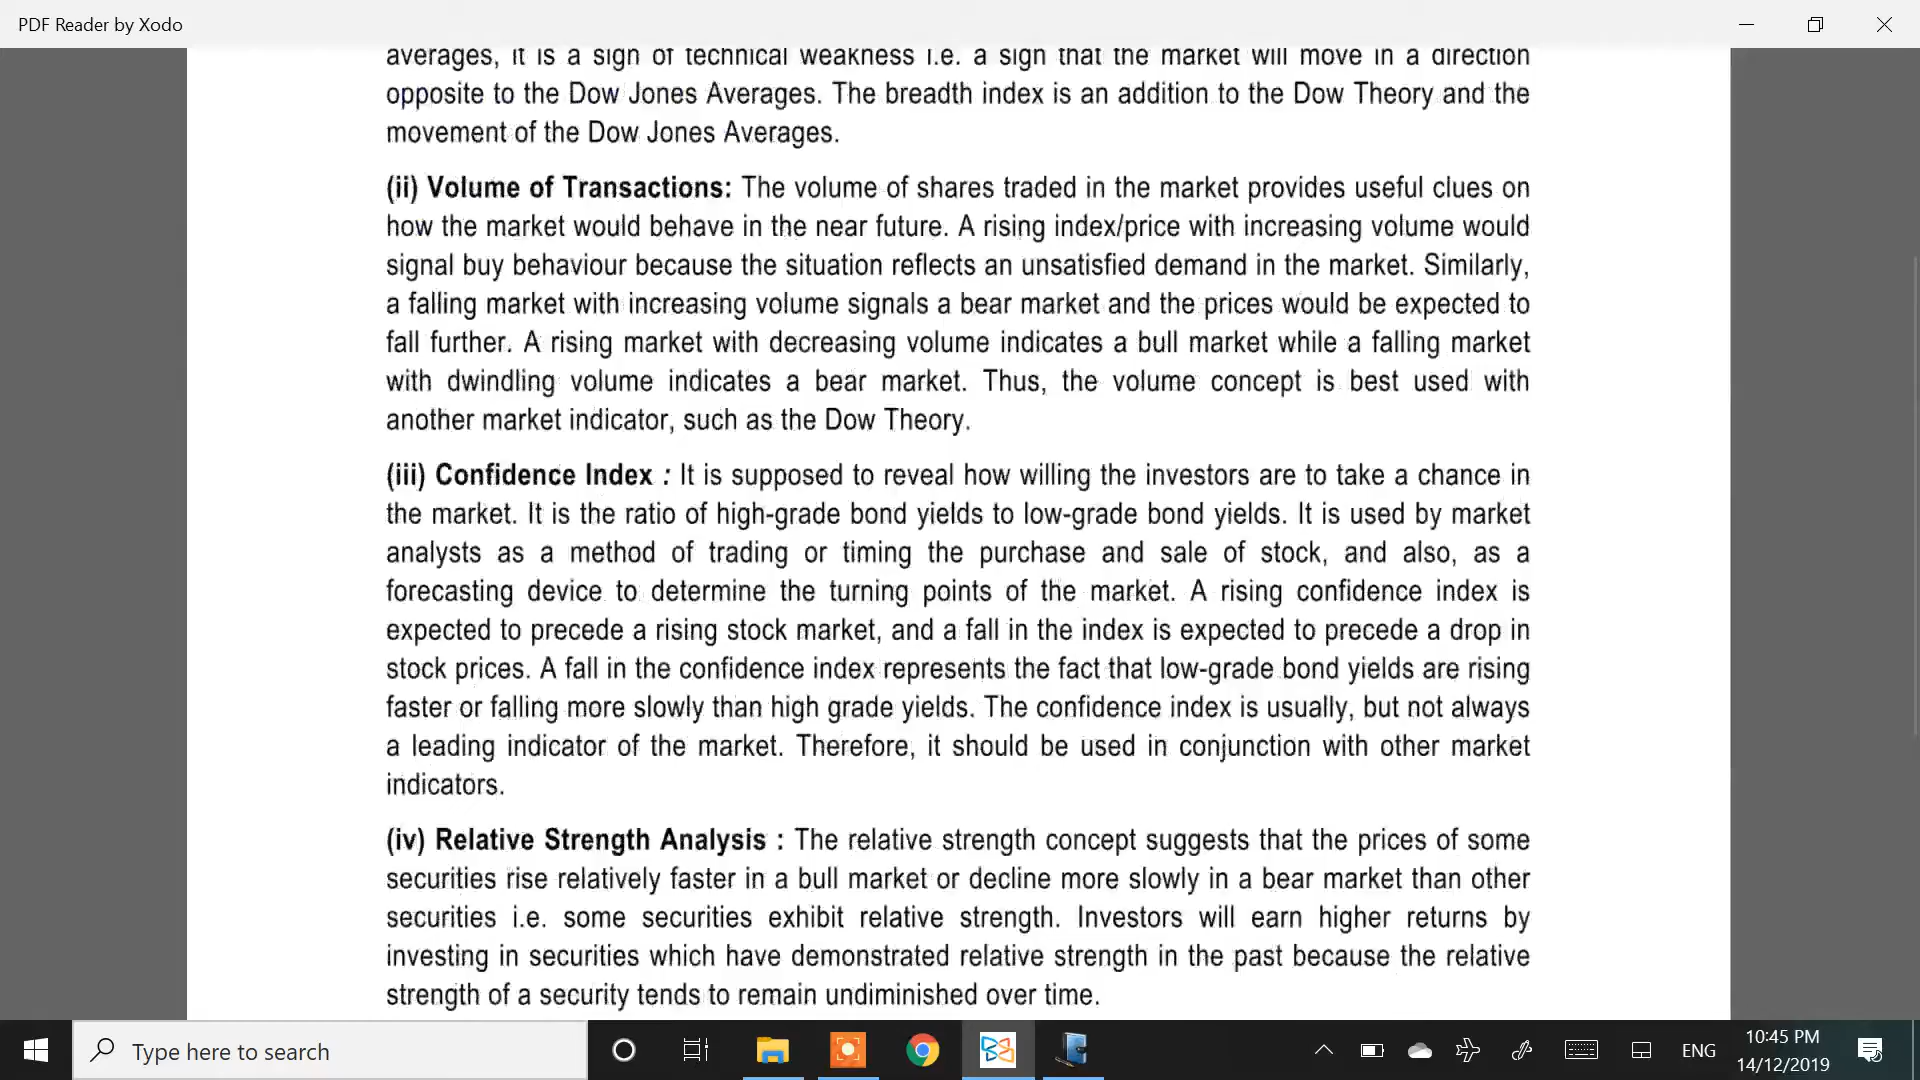 PDF Reader by Xodo
averages, it is a sign of technical weakness i.e. a sign that the market will move in a direction
opposite to the Dow Jones Averages. The breadth index is an addition to the Dow Theory and the
movement of the Dow Jones Averages.
(ii) Volume of Transactions: The volume of shares traded in the market provides useful clues on
how the market would behave in the near future. A rising index/price with increasing volume would
signal buy behaviour because the situation reflects an unsatisfied demand in the market. Similarly,
a falling market with increasing volume signals a bear market and the prices would be expected to
fall further. A rising market with decreasing volume indicates a bull market while a falling market
with dwindling volume indicates a bear market. Thus, the volume concept is best used with
another market indicator, such as the Dow Theory.
(iii) Confidence Index : It is supposed to reveal how willing the investors are to take a chance in
the market. It is the ratio of high-grade bond yields to low-grade bond yields. It is used by market
analysts as a method of trading or timing the purchase and sale of stock, and also, as a
forecasting device to determine the turning points of the market. A rising confidence index is
expected to precede a rising stock market, and a fall in the index is expected to precede a drop in
stock prices. A fall in the confidence index represents the fact that low-grade bond yields are rising
faster or falling more slowly than high grade yields. The confidence index is usually, but not always
a leading indicator of the market. Therefore, it should be used in conjunction with other market
indicators.
(iv) Relative Strength Analysis : The relative strength concept suggests that the prices of some
securities rise relatively faster in a bull market or decline more slowly in a bear market than other
securities i.e. some securities exhibit relative strength. Investors will earn higher returns by
investing in securities which have demonstrated relative strength in the past because the relative
strength of a security tends to remain undiminished over time.
Type here to search
ENG
10:45 PM
14/12/2019